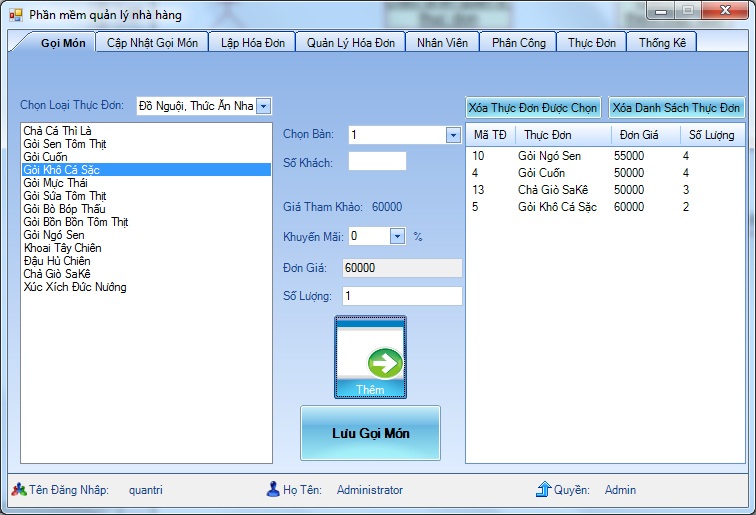 Phần mềm quản lý nhà hàng
Gọi Món
Cập Nhật Gọi Món
Lập Hóa Đơn
Quản Lý Hóa Đơn
Nhân Viên
Phân Công
Thực Đơn
Thống Kê
Chọn Loại Thực Đơn: Đồ Nguội, Thức Ăn Nha
Chả Cá Thì Là
Gỏi Sen Tôm Thịt
Gỏi Cuốn
Gỏi Khô Cá Sặc
Gỏi Mực Thái
Gỏi Sứa Tôm Thịt
Gỏi Bò Bóp Thấu
Gỏi Bồn Bồn Tôm Thịt
Gỏi Ngó Sen
Khoai Tây Chiên
Đậu Hủ Chiên
Chả Giò SaKê
Xúc Xích Đức Nướng
Chọn Bàn: 1
Số Khách:
Giá Tham Khảo: 60000
Khuyến Mãi: 0 %
Đơn Giá: 60000
Số Lượng: 1
Thêm
Lưu Gọi Món
Xóa Thực Đơn Được Chọn
Xóa Danh Sách Thực Đơn
Mã TĐ Thực Đơn Đơn Giá Số Lượng
10 Gỏi Ngó Sen 55000 4
4 Gỏi Cuốn 50000 4
13 Chả Giò SaKê 50000 3
5 Gỏi Khô Cá Sặc 60000 2
Tên Đăng Nhâp: quantri
Họ Tên: Administrator
Quyền: Admin